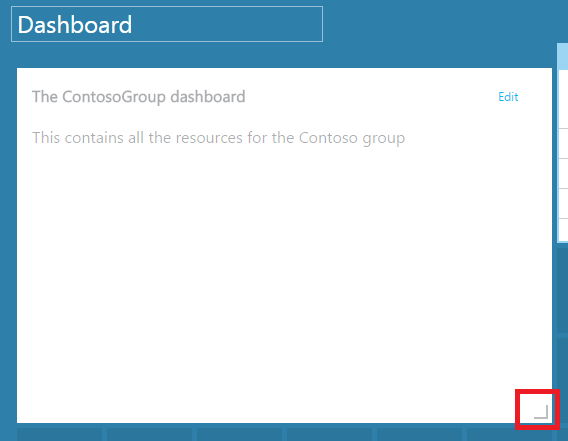 Dashboard
The ContosoGroup dashboard
Edit
This contains all the resources for the Contoso group